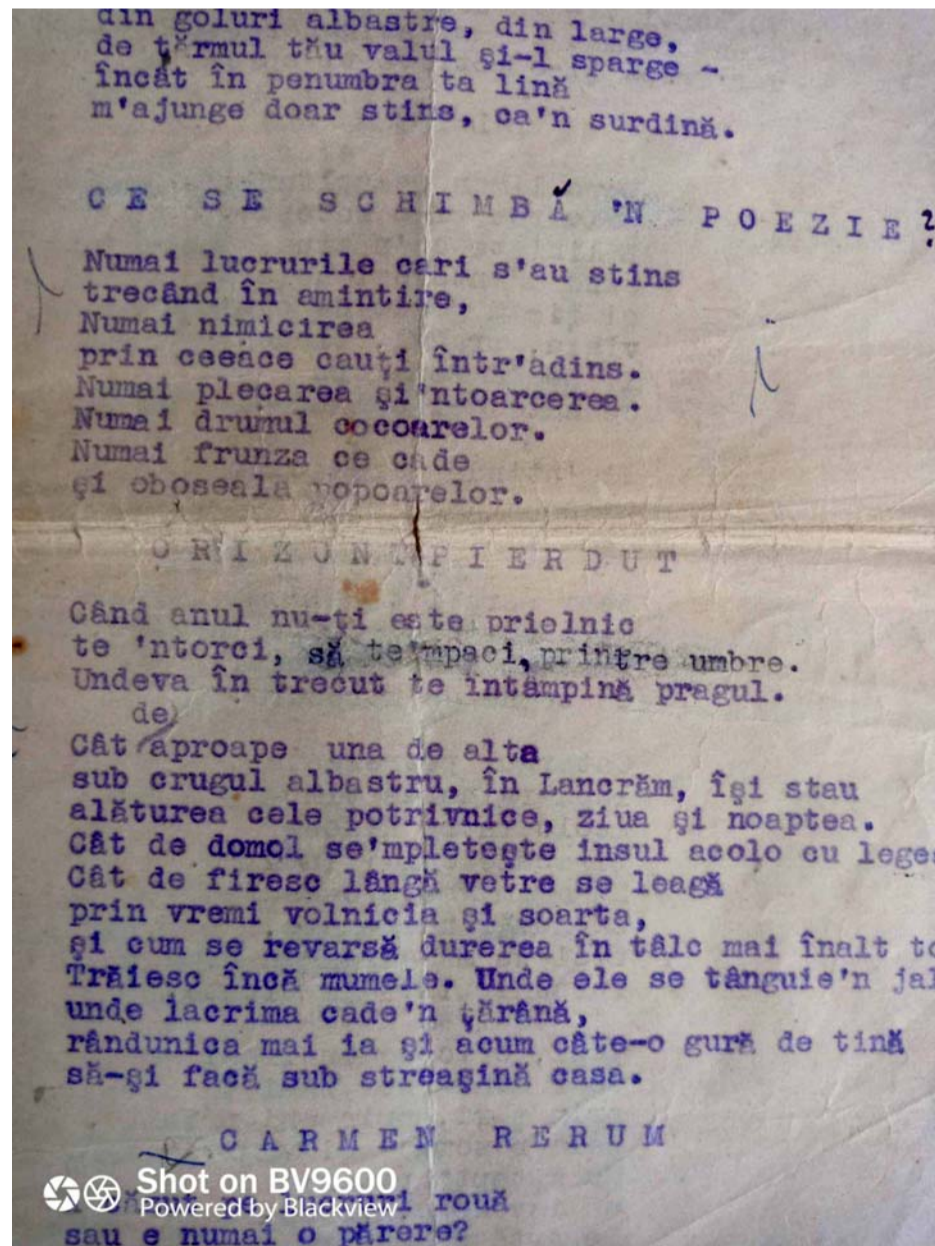 din goluri albastre, din large,
de țărmul tău valul şi-l sparge -
încât în penumbra ta lină
m'ajunge doar stins, ca'n surdină.
CE SE SCHIMBĂ 'N POEZIE?
Numai lucrurile cari s'au stins
trecând în amintire,
Numai nimicirea
prin ceeace cauţi într'adins.
Numai plecarea şi'ntoarcerea.
Numai drumul cocoarelor.
Numai frunza ce cade
şi oboseala popoarelor.
ORIZONT PIERDUT
Când anul nu-ţi este prielnic
te 'ntorci, să te'mpaci, printre umbre.
Undeva în trecut te întâmpină pragul.
de
Cât aproape una de alta
sub crugul albastru, în Lancrăm, îşi stau
alăturea cele potrivnice, ziua şi noaptea.
Cât de domol se'mpleteşte insul acolo cu
Cât de firesc lângă vetre se leagă
prin vremi volnicia şi soarta,
şi cum se revarsă durerea în tâlc mai înalt
Trăiesc încă mumele. Unde ele se tânguie'n
unde lacrima cade'n ţărână,
rândunica mai ia şi acum câte-o gură de tină
să-şi facă sub streaşină casa.
CARMEN RERUM
pe lucruri rouă
sau e numai o părere?
Shot on BV9600
Powered by Blackview